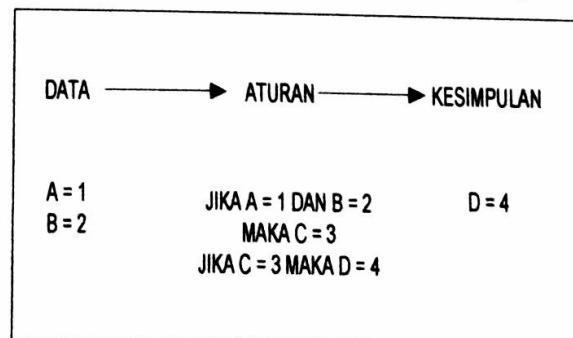 DATA ATURAN KESIMPULAN
A = 1
B = 2
JIKA A = 1 DAN B = 2
MAKA C = 3
JIKA C = 3 MAKA D = 4
D = 4